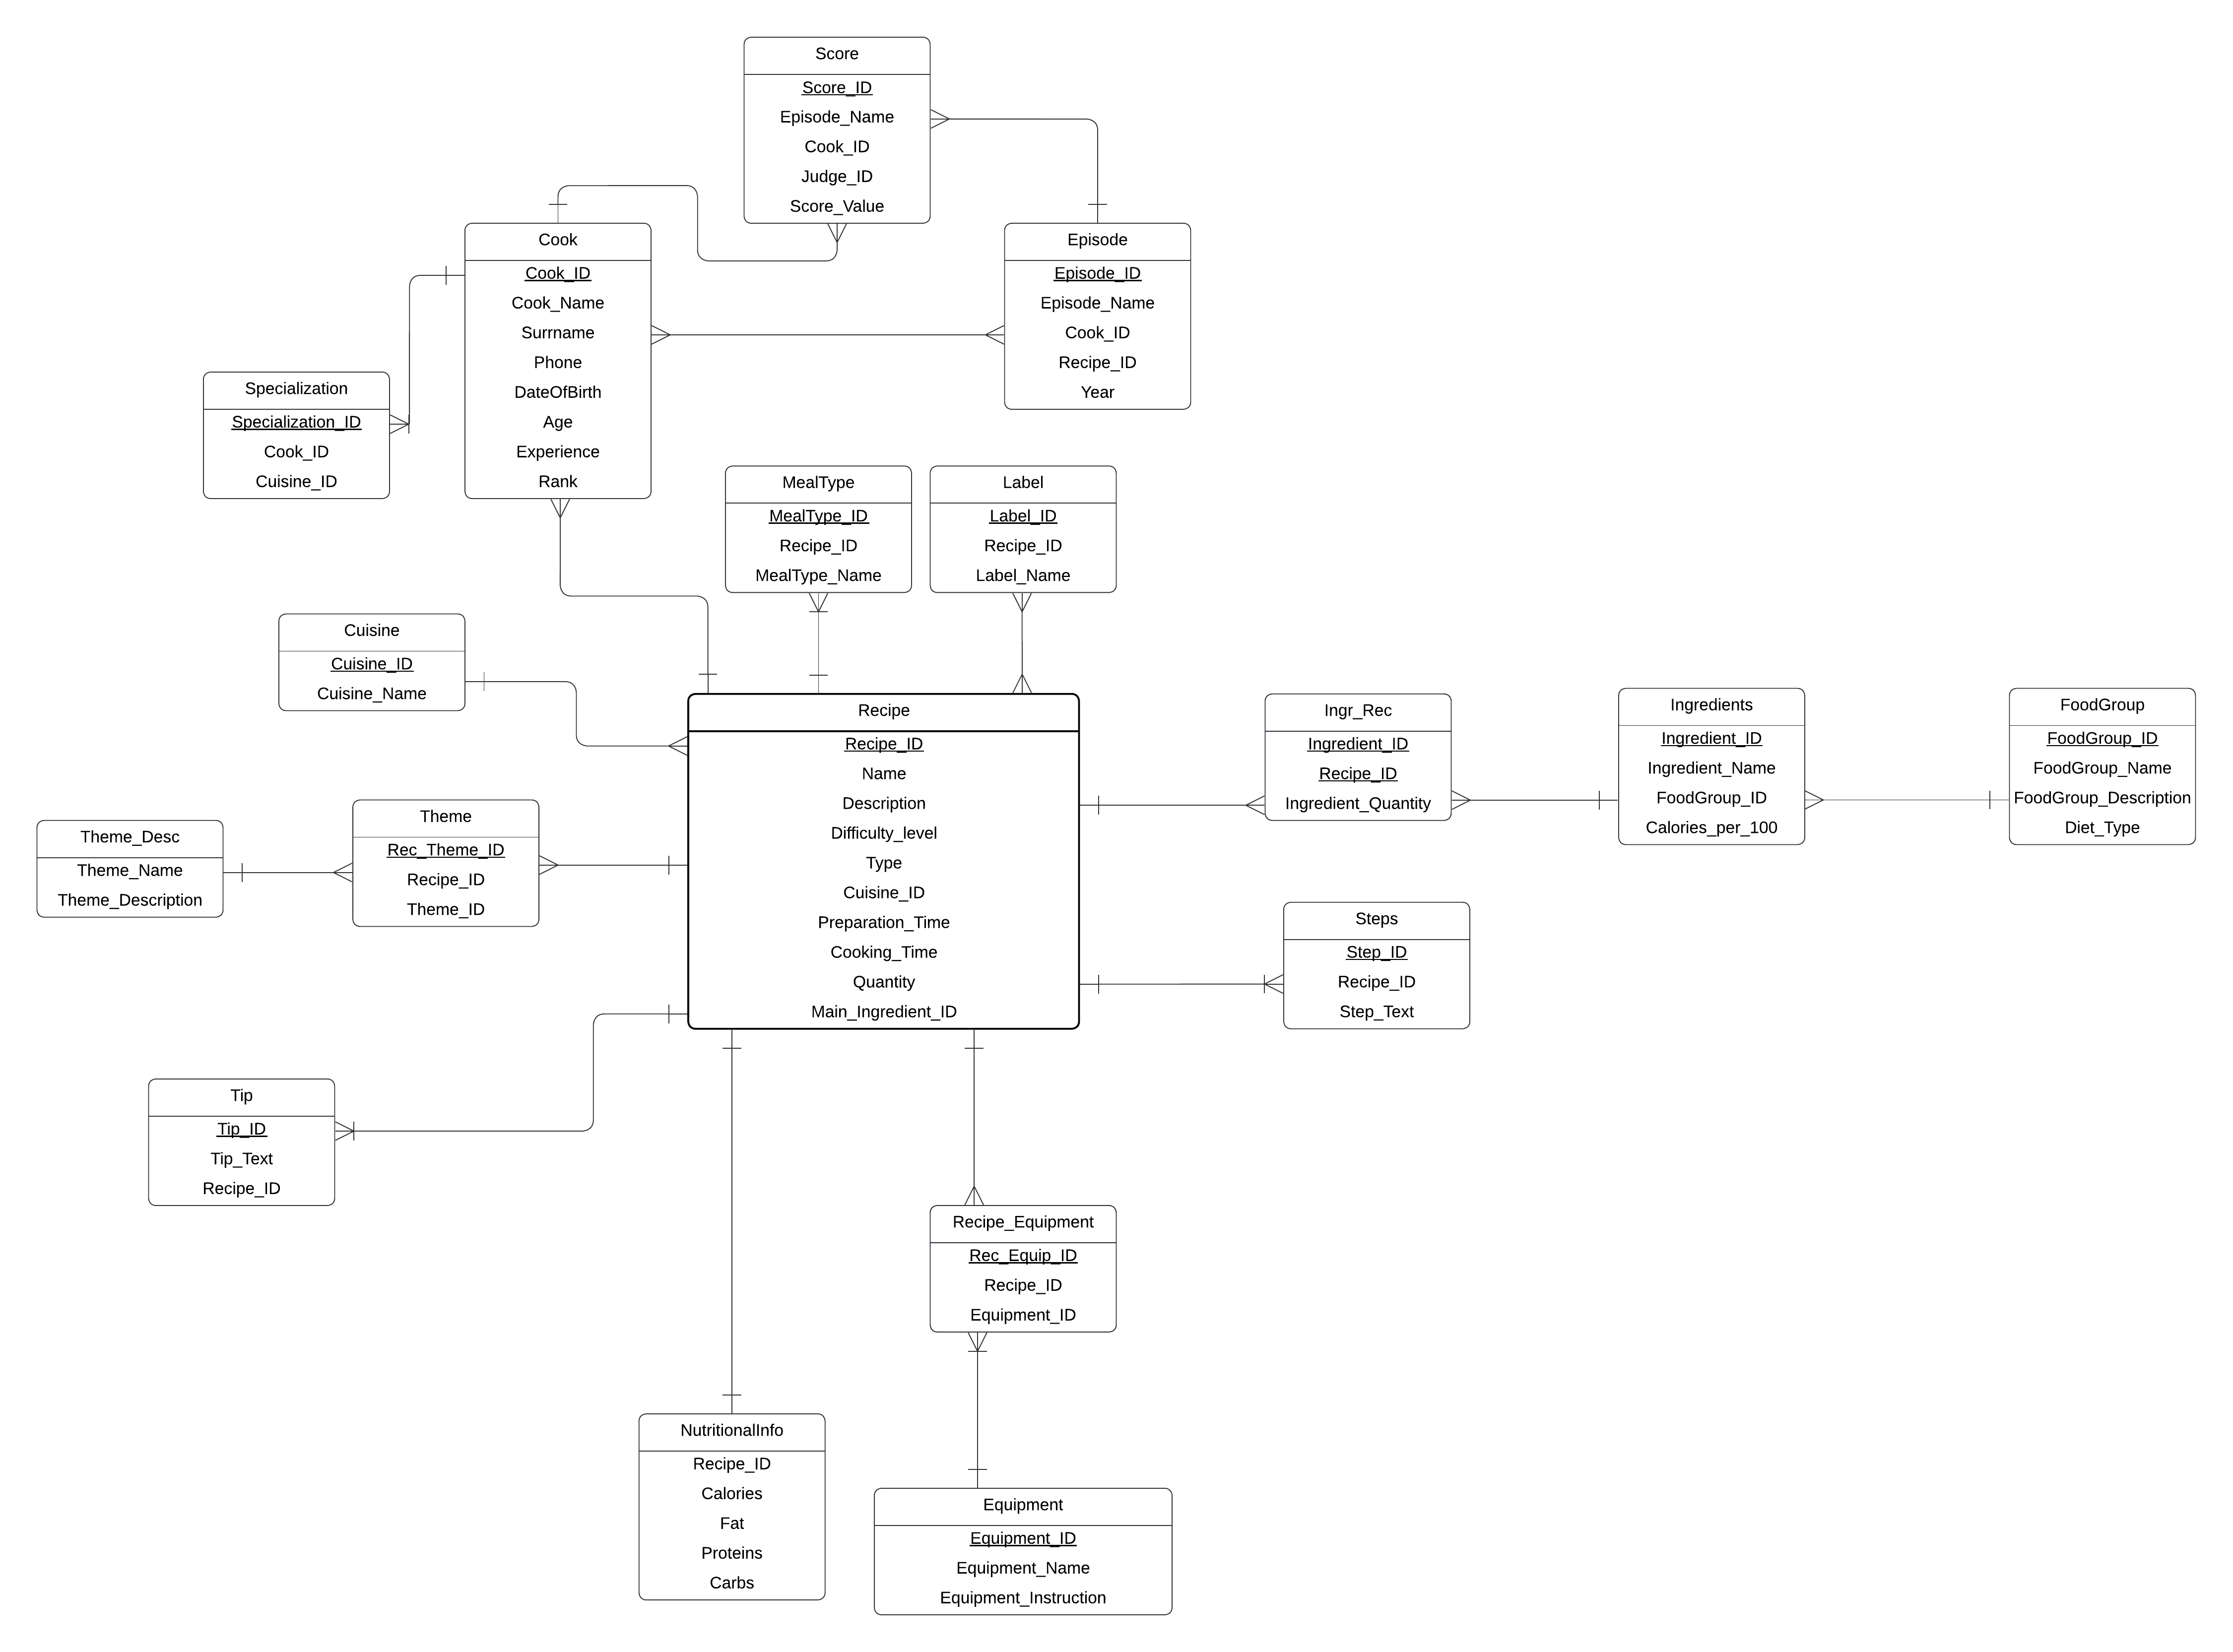 Score
Score_ID
Episode_Name
Cook_ID
Judge_ID
Score_Value
Cook
Cook_ID
Cook_Name
Surrname
Phone
DateOfBirth
Age
Experience
Rank
Episode
Episode_ID
Episode_Name
Cook_ID
Recipe_ID
Year
Specialization
Specialization_ID
Cook_ID
Cuisine_ID
MealType
MealType_ID
Recipe_ID
MealType_Name
Label
Label_ID
Recipe_ID
Label_Name
Cuisine
Cuisine_ID
Cuisine_Name
Recipe
Recipe_ID
Name
Description
Difficulty_level
Type
Cuisine_ID
Preparation_Time
Cooking_Time
Quantity
Main_Ingredient_ID
Ingr_Rec
Ingredient_ID
Recipe_ID
Ingredient_Quantity
Ingredients
Ingredient_ID
Ingredient_Name
FoodGroup_ID
Calories_per_100
FoodGroup
FoodGroup_ID
FoodGroup_Name
FoodGroup_Description
Diet_Type
Theme_Desc
Theme_Name
Theme_Description
Theme
Rec_Theme_ID
Recipe_ID
Theme_ID
Steps
Step_ID
Recipe_ID
Step_Text
Tip
Tip_ID
Tip_Text
Recipe_ID
Recipe_Equipment
Rec_Equip_ID
Recipe_ID
Equipment_ID
NutritionalInfo
Recipe_ID
Calories
Fat
Proteins
Carbs
Equipment
Equipment_ID
Equipment_Name
Equipment_Instruction